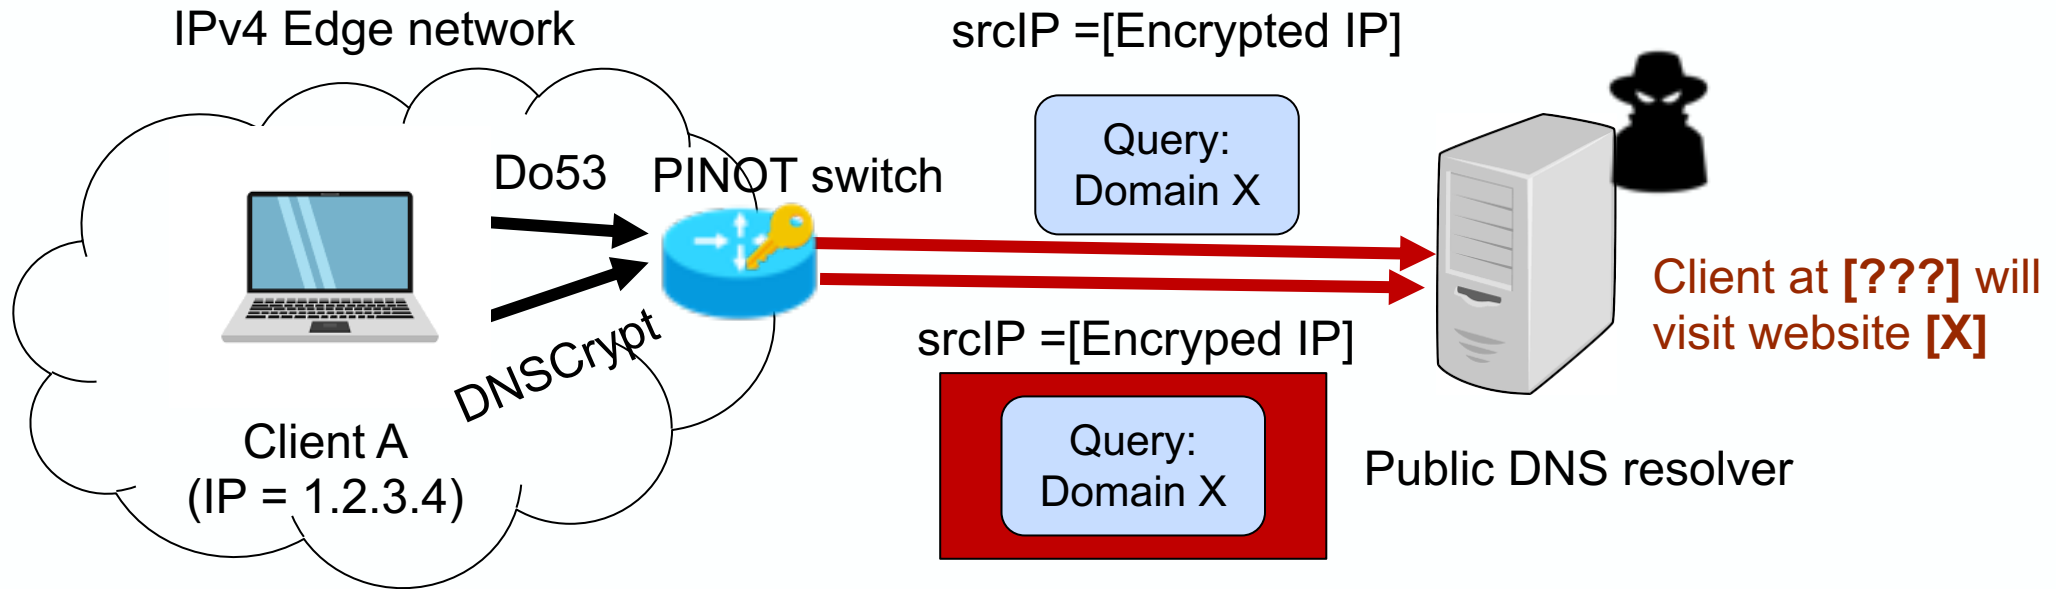 IPv4 Edge network
srcIP =[Encrypted IP]
Query:
Domain X
Do53
PINOT switch
Client at [???] will
visit website [X]
srcIP =[Encryped IP]
DNSCrypt
Query:
Domain X
Client A
(IP = 1.2.3.4)
Public DNS resolver